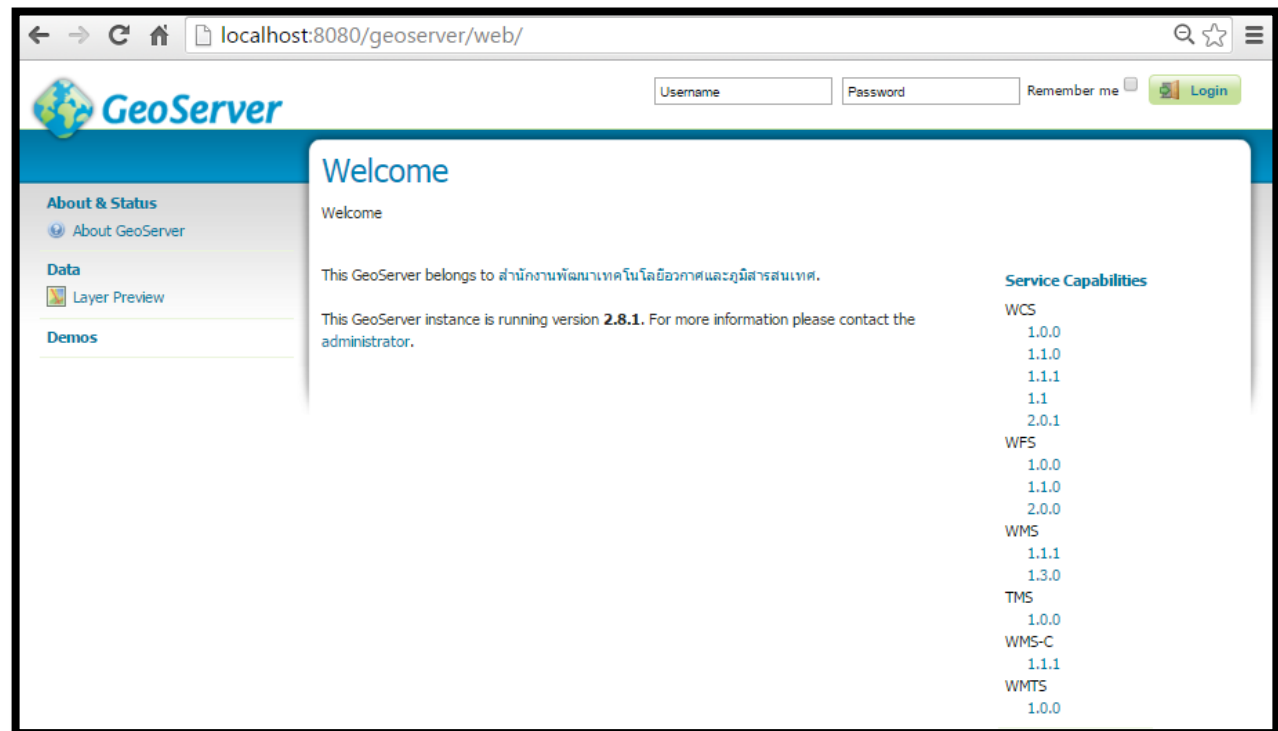 localhost:8080/geoserver/web/
GeoServer
Username
Password
Remember me
Login
Welcome
About & Status
About GeoServer
Data
Layer Preview
Demos
Welcome
This GeoServer belongs to สำนักงานพัฒนาเทคโนโลยีอวกาศและภูมิสารสนเทศ.
This GeoServer instance is running version 2.8.1. For more information please contact the
administrator.
Service Capabilities
WCS
1.0.0
1.1.0
1.1.1
1.1
2.0.1
WFS
1.0.0
1.1.0
2.0.0
WMS
1.1.1
1.3.0
TMS
1.0.0
WMS-C
1.1.1
WMTS
1.0.0